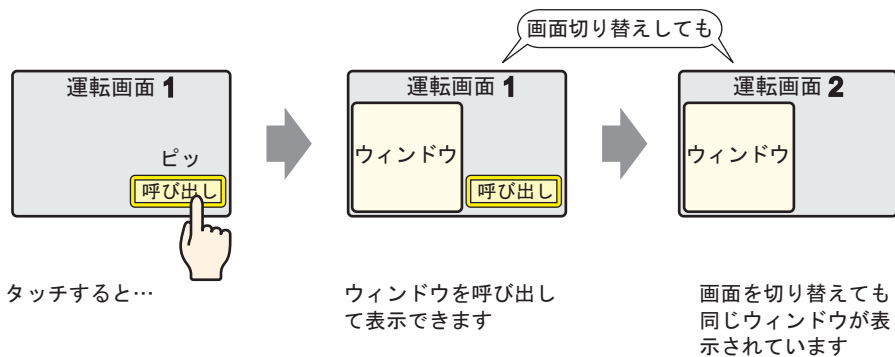 画面切り替えしても
運転画面 1
ピッ
呼び出し
タッチすると…
運転画面 1
ウィンドウ
呼び出し
ウィンドウを呼び出し
て表示できます
運転画面 2
ウィンドウ
画面を切り替えても
同じウィンドウが表
示されています